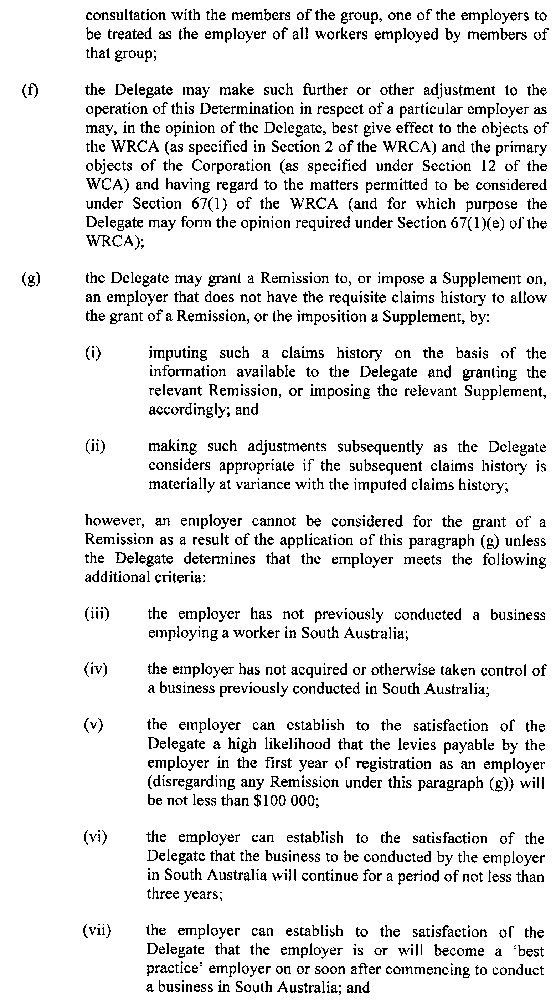 consultation with the members of the group, one of the employers to
be treated as the employer of all workers employed by members of
that group;
(f) the Delegate may make such further or other adjustment to the
operation of this Determination in respect of a particular employer as
may, in the opinion of the Delegate, best give effect to the objects of
the WRCA (as specified in Section 2 of the WRCA) and the primary
objects of the Corporation (as specified under Section 12 of the
WCA) and having regard to the matters permitted to be considered
under Section 67(1) of the WRCA (and for which purpose the
Delegate may form the opinion required under Section 67(1)(e) of the
WRCA);
(g) the Delegate may grant a Remission to, or impose a Supplement on,
an employer that does not have the requisite claims history to allow
the grant of a Remission, or the imposition a Supplement, by:
(i) imputing such a claims history on the basis of the
information available to the Delegate and granting the
relevant Remission, or imposing the relevant Supplement,
accordingly; and
(ii) making such adjustments subsequently as the Delegate
considers appropriate if the subsequent claims history is
materially at variance with the imputed claims history;
however, an employer cannot be considered for the grant of a
Remission as a result of the application of this paragraph (g) unless
the Delegate determines that the employer meets the following
additional criteria:
(iii) the employer has not previously conducted a business
employing a worker in South Australia;
(iv) the employer has not acquired or otherwise taken control of
a business previously conducted in South Australia;
(v) the employer can establish to the satisfaction of the
Delegate a high likelihood that the levies payable by the
employer in the first year of registration as an employer
(disregarding any Remission under this paragraph (g)) will
be not less than $100 000;
(vi) the employer can establish to the satisfaction of the
Delegate that the business to be conducted by the employer
in South Australia will continue for a period of not less than
three years;
(vii) the employer can establish to the satisfaction of the
Delegate that the employer is or will become a ‘best
practice’ employer on or soon after commencing to conduct
a business in South Australia; and